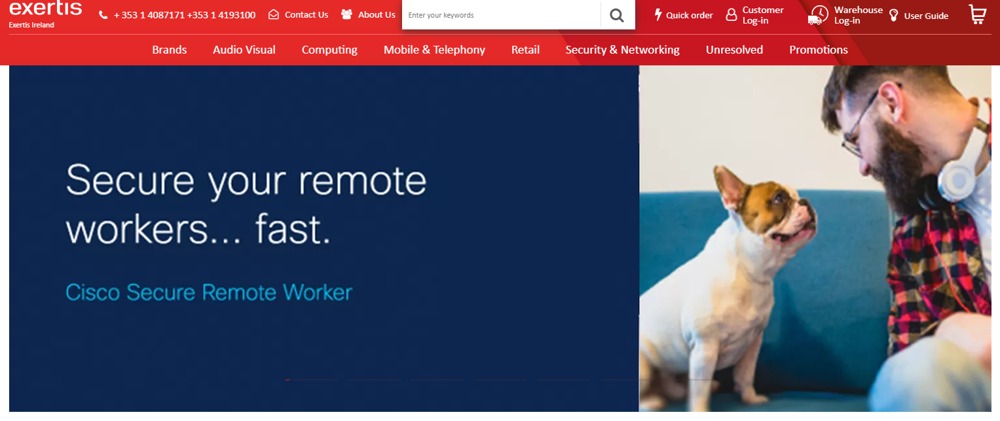 exertis
Exertis Ireland
+ 353 1 4087171 +353 1 4193100
Contact Us
About Us
Enter your keywords
Quick order
Customer
Log-in
Warehouse
Log-in
User Guide
Brands
Audio Visual
Computing
Mobile & Telephony
Retail
Security & Networking
Unresolved
Promotions
Secure your remote
workers... fast.
Cisco Secure Remote Worker